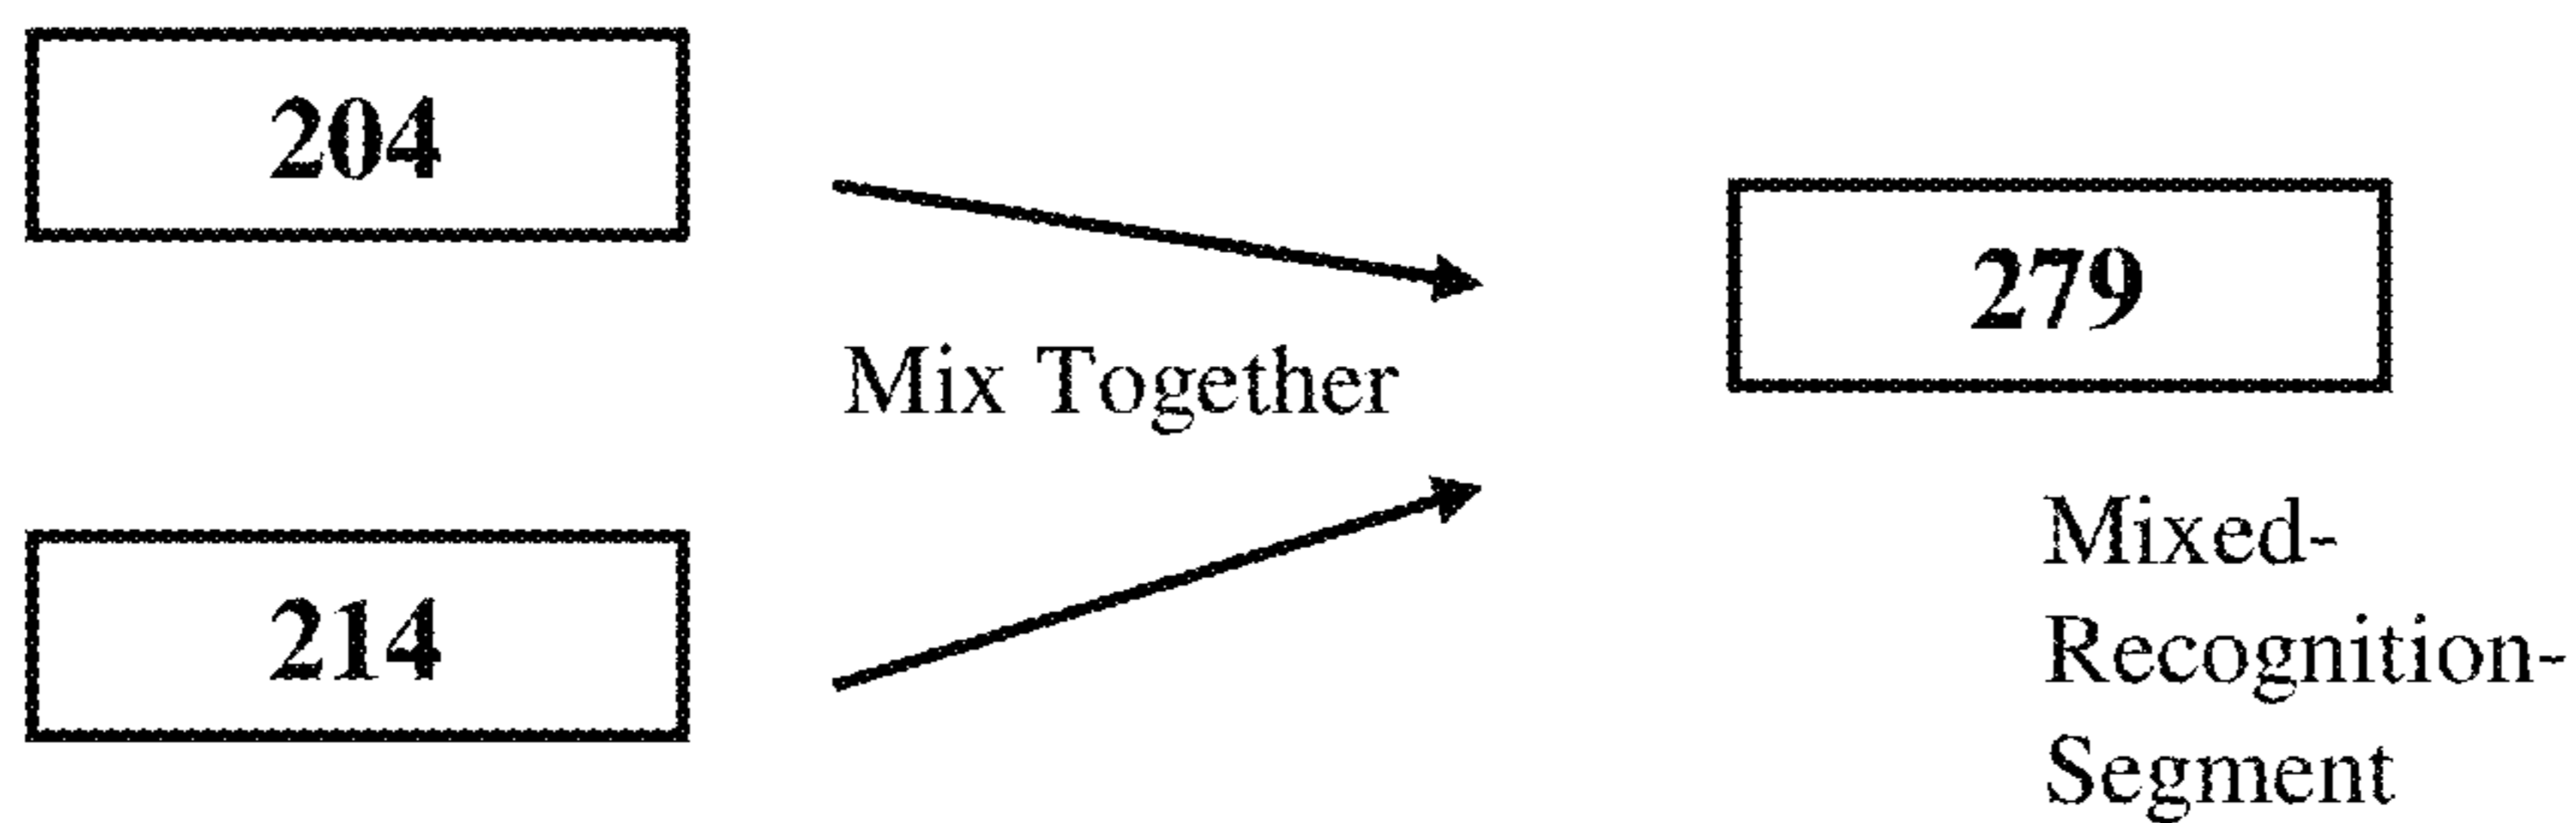 204
279
Mix Together
214
Mixed-
Recognition-
Segment